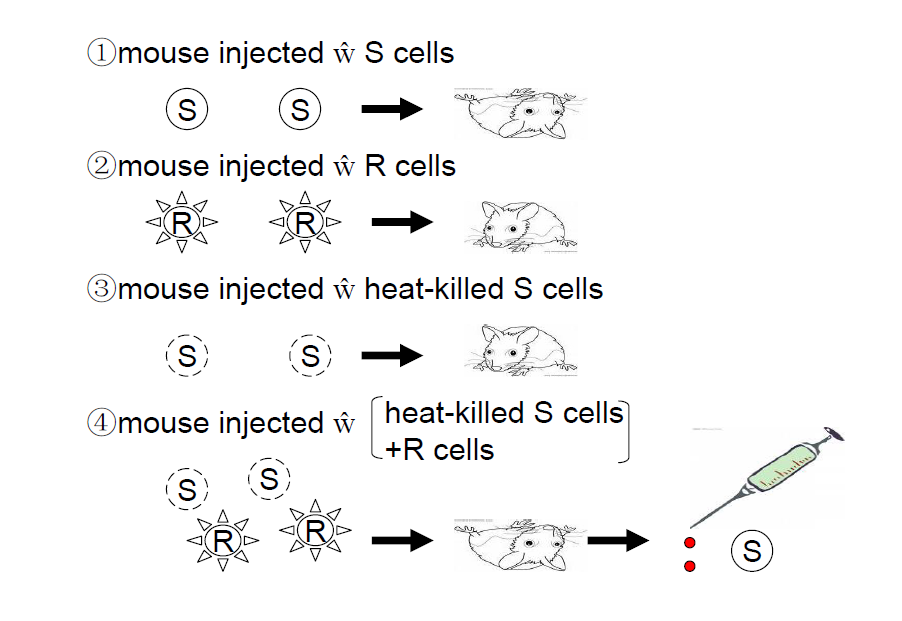 ①mouse injected ŵ S cells
S S
②mouse injected ŵ R cells
R R
③mouse injected ŵ heat-killed S cells
S S
④mouse injected ŵ heat-killed S cells
+R cells
S S
R R
S